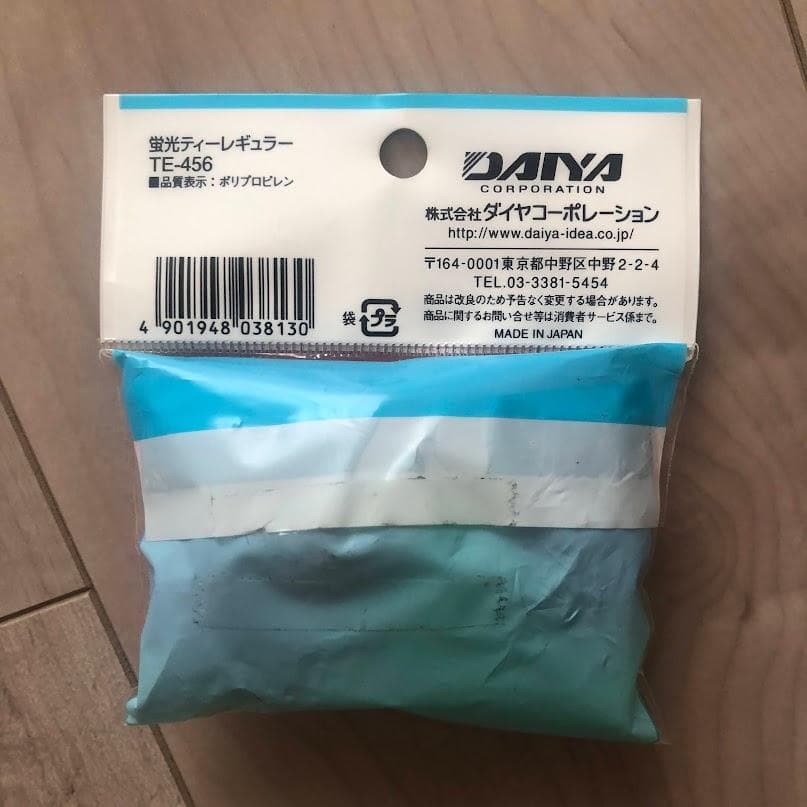 蛍光ティーレギュラー
TE-456
■品質表示：ポリプロピレン
4 901948 038130
袋 プラ
DAIYA
CORPORATION
株式会社ダイヤコーポレーション
http://www.daiya-idea.co.jp/
〒164-0001東京都中野区中野2-2-4
TEL.03-3381-5454
商品は改良のため予告なく変更する場合があります。
商品に関するお問い合せ等は消費者サービス係まで。
MADE IN JAPAN